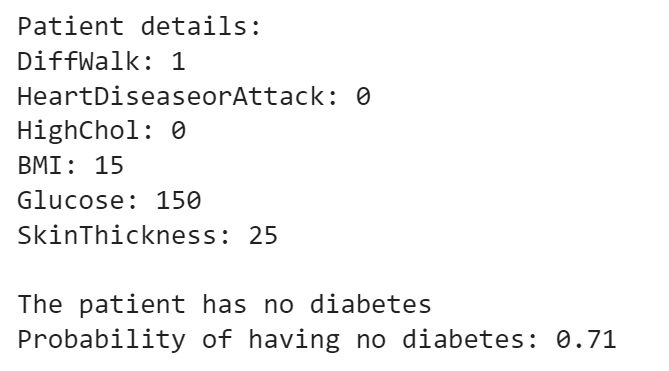 Patient details:
DiffWalk: 1
HeartDiseaseorAttack: 0
HighChol: 0
BMI: 15
Glucose: 150
SkinThickness: 25
The patient has no diabetes
Probability of having no diabetes: 0.71